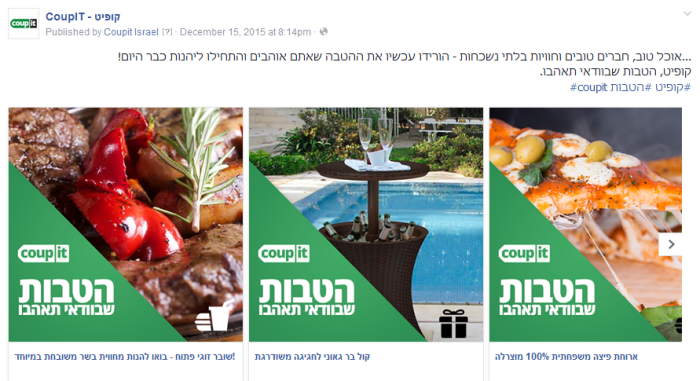 CoupIT - קופיט
Published by Coupit Israel [?] · December 15, 2015 at 8:14pm ·
...אוכל טוב, חברים טובים וחוויות בלתי נשכחות - הורידו עכשיו את ההטבה שאתם אוהבים והתחילו ליהנות כבר היום!
קופיט, הטבות שבוודאי תאהבו.
#קופיט #הטבות #coupit
coup|it
הטבות
שבוודאי תאהבו
coup|it
הטבות
שבוודאי תאהבו
coup|it
הטבות
שבוודאי תאהבו
שובר זוגי פתוח - בואו להנות מחווית בשר משובחת במיוחד!
קול בר גאוני לחגיגה משודרגת
ארוחת פיצה משפחתית 100% מוצרלה